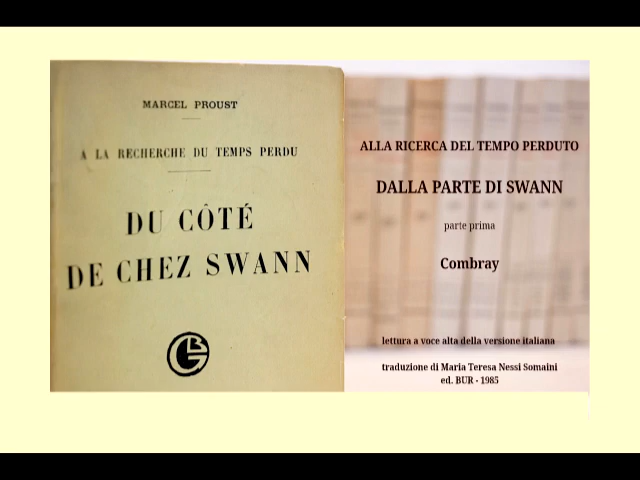 MARCEL PROUST
A LA RECHERCHE DU TEMPS PERDU
DU CÔTÉ
DE CHEZ SWANN
BG
ALLA RICERCA DEL TEMPO PERDUTO
DALLA PARTE DI SWANN
parte prima
Combray
lettura a voce alta della versione italiana
traduzione di Maria Teresa Nessi Somaini
ed. BUR - 1985